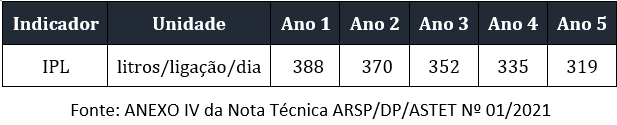 Indicador Unidade Ano 1 Ano 2 Ano 3 Ano 4 Ano 5
IPL litros/ligação/dia 388 370 352 335 319
Fonte: ANEXO IV da Nota Técnica ARSP/DP/ASTET Nº 01/2021